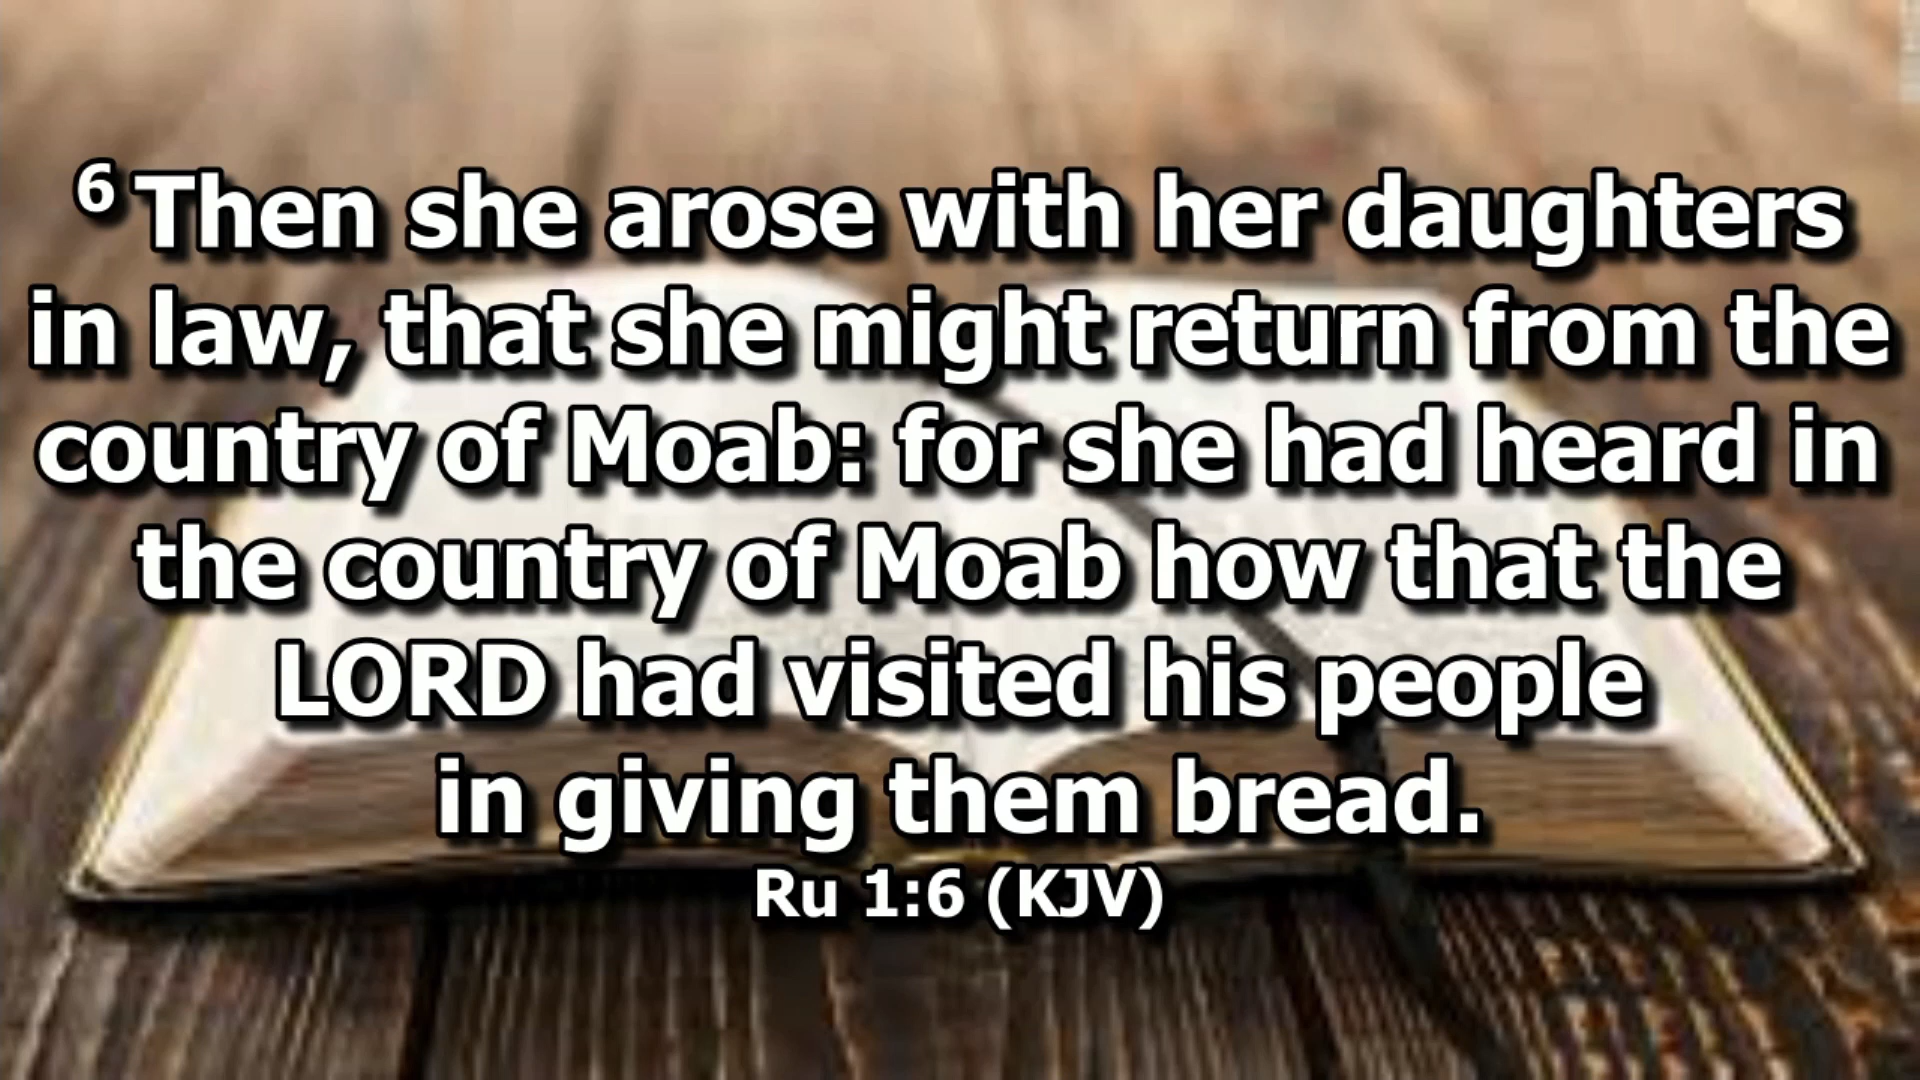 6 Then she arose with her daughters
in law, that she might return from the
country of Moab: for she had heard in
the country of Moab how that the
LORD had visited his people
in giving them bread.
Ru 1:6 (KJV)